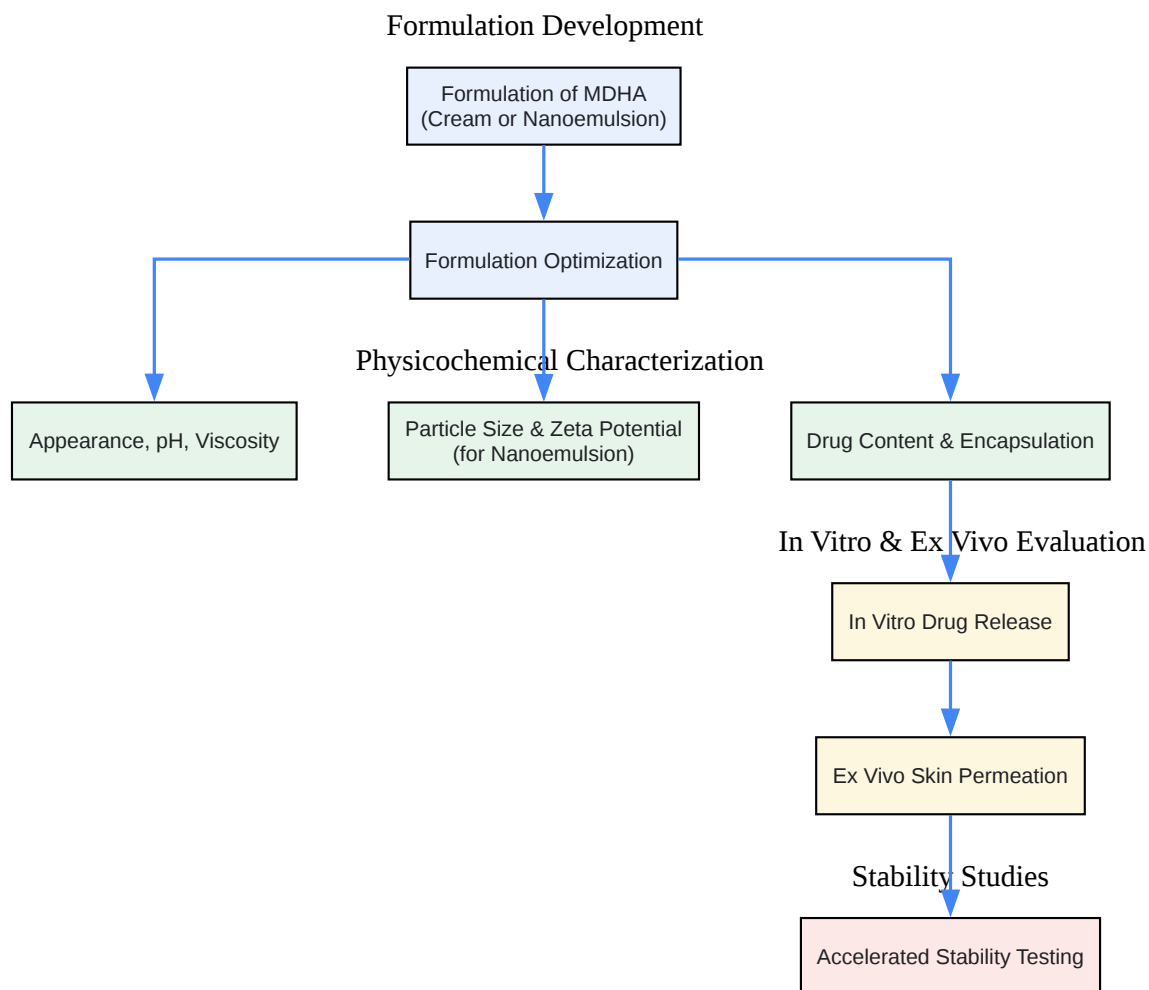 Formulation Development
Formulation of MDHA
(Cream or Nanoemulsion)
Formulation Optimization
Physicochemical Characterization
Appearance, pH, Viscosity
Particle Size & Zeta Potential
(for Nanoemulsion)
Drug Content & Encapsulation
In Vitro & Ex Vivo Evaluation
In Vitro Drug Release
Ex Vivo Skin Permeation
Stability Studies
Accelerated Stability Testing